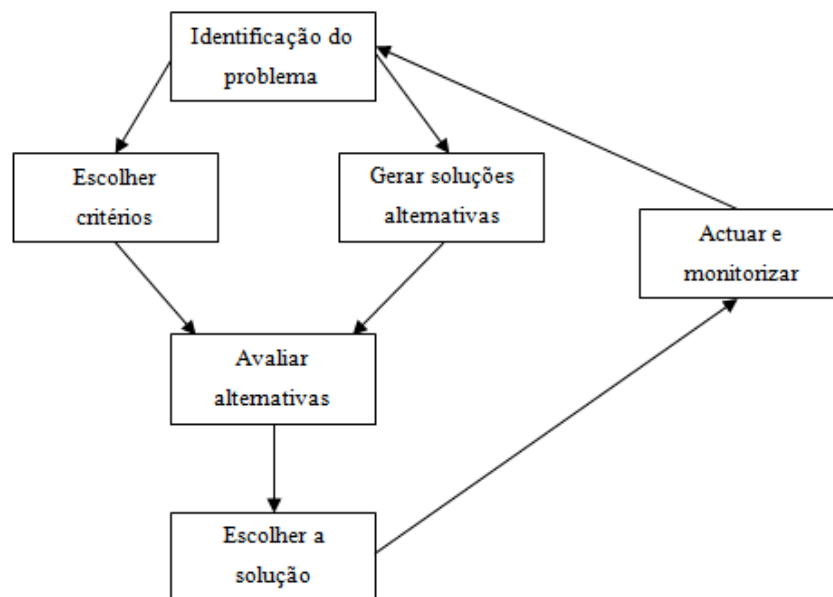 Identificação do
problema
Escolher
critérios
Gerar soluções
alternativas
Actuar e
monitorizar
Avaliar
alternativas
Escolher a
solução